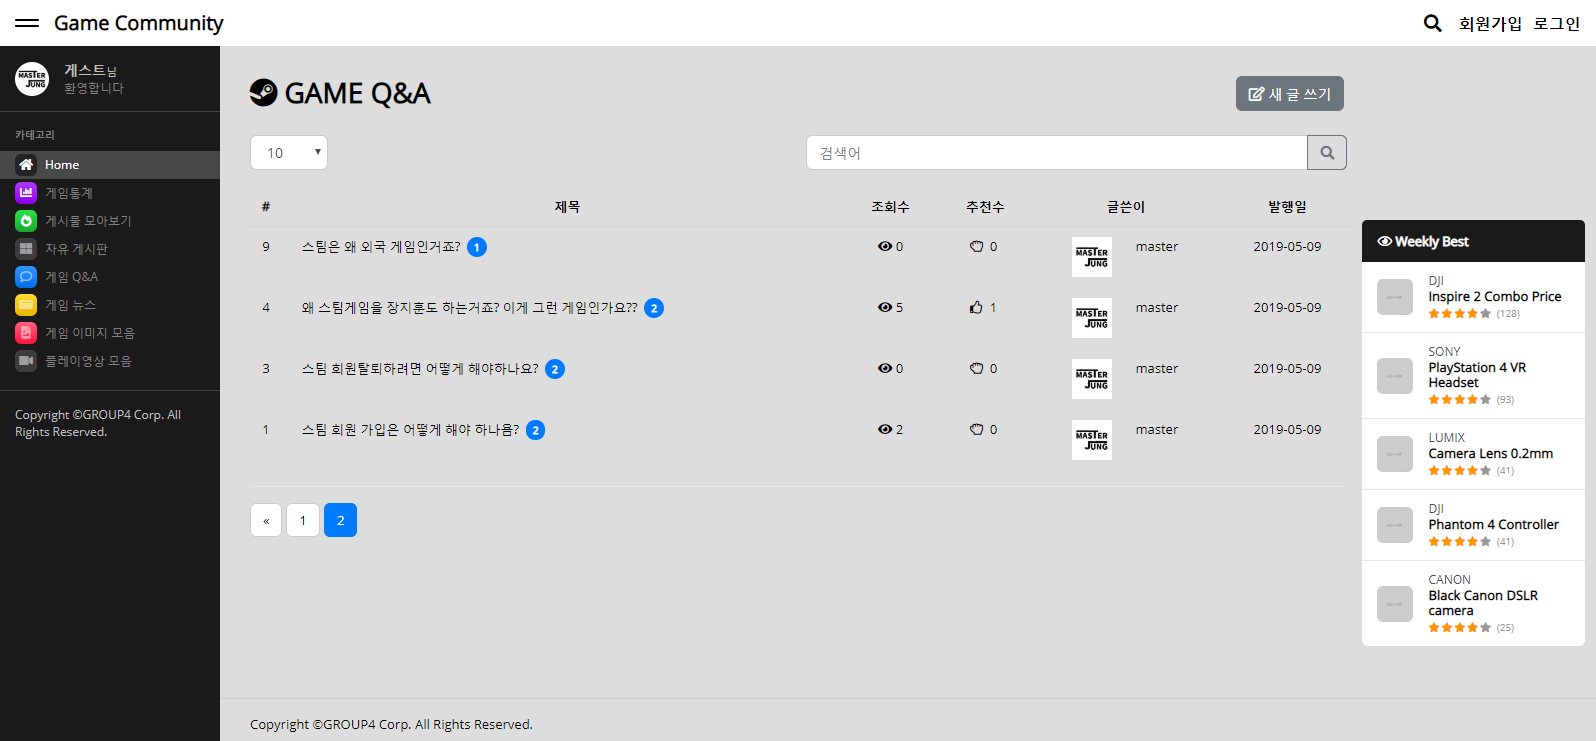 Game Community
회원가입 로그인
MASTER JUNG
게스트님
환영합니다
카테고리
Home
게임통계
게시물 모아보기
자유 게시판
게임 Q&A
게임 뉴스
게임 이미지 모음
플레이영상 모음
Copyright ©GROUP4 Corp. All
Rights Reserved.
GAME Q&A
새 글 쓰기
10
검색어
# 제목 조회수 추천수 글쓴이 발행일
9 스팀은 왜 외국 게임인거죠? 1 0 0 MASTER JUNG master 2019-05-09
4 왜 스팀게임을 장지훈도 하는거죠? 이게 그런 게임인가요?? 2 5 1 MASTER JUNG master 2019-05-09
3 스팀 회원탈퇴하려면 어떻게 해야하나요? 2 0 0 MASTER JUNG master 2019-05-09
1 스팀 회원 가입은 어떻게 해야 하나욤? 2 2 0 MASTER JUNG master 2019-05-09
« 1 2
Weekly Best
DJI
Inspire 2 Combo Price
(128)
SONY
PlayStation 4 VR
Headset
(93)
LUMIX
Camera Lens 0.2mm
(41)
DJI
Phantom 4 Controller
(41)
CANON
Black Canon DSLR
camera
(25)
Copyright ©GROUP4 Corp. All Rights Reserved.